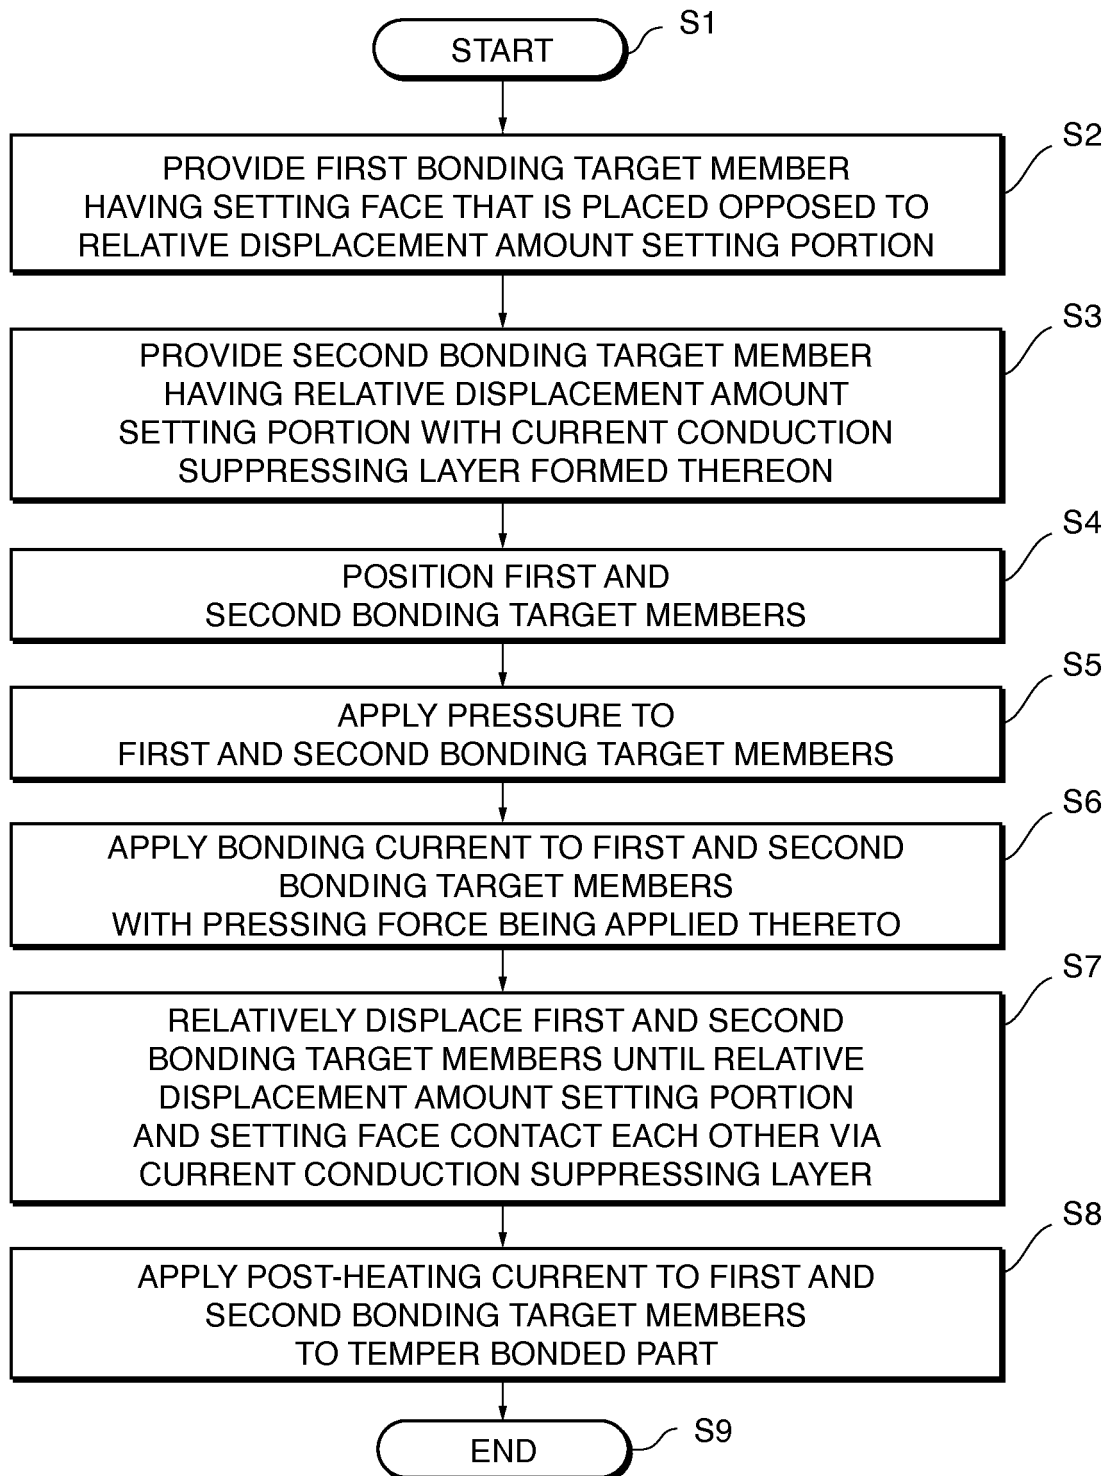 START
S1
PROVIDE FIRST BONDING TARGET MEMBER
HAVING SETTING FACE THAT IS PLACED OPPOSED TO
RELATIVE DISPLACEMENT AMOUNT SETTING PORTION
S2
PROVIDE SECOND BONDING TARGET MEMBER
HAVING RELATIVE DISPLACEMENT AMOUNT
SETTING PORTION WITH CURRENT CONDUCTION
SUPPRESSING LAYER FORMED THEREON
S3
POSITION FIRST AND
SECOND BONDING TARGET MEMBERS
S4
APPLY PRESSURE TO
FIRST AND SECOND BONDING TARGET MEMBERS
S5
APPLY BONDING CURRENT TO FIRST AND SECOND
BONDING TARGET MEMBERS
WITH PRESSING FORCE BEING APPLIED THERETO
S6
RELATIVELY DISPLACE FIRST AND SECOND
BONDING TARGET MEMBERS UNTIL RELATIVE
DISPLACEMENT AMOUNT SETTING PORTION
AND SETTING FACE CONTACT EACH OTHER VIA
CURRENT CONDUCTION SUPPRESSING LAYER
S7
APPLY POST-HEATING CURRENT TO FIRST AND
SECOND BONDING TARGET MEMBERS
TO TEMPER BONDED PART
S8
END
S9